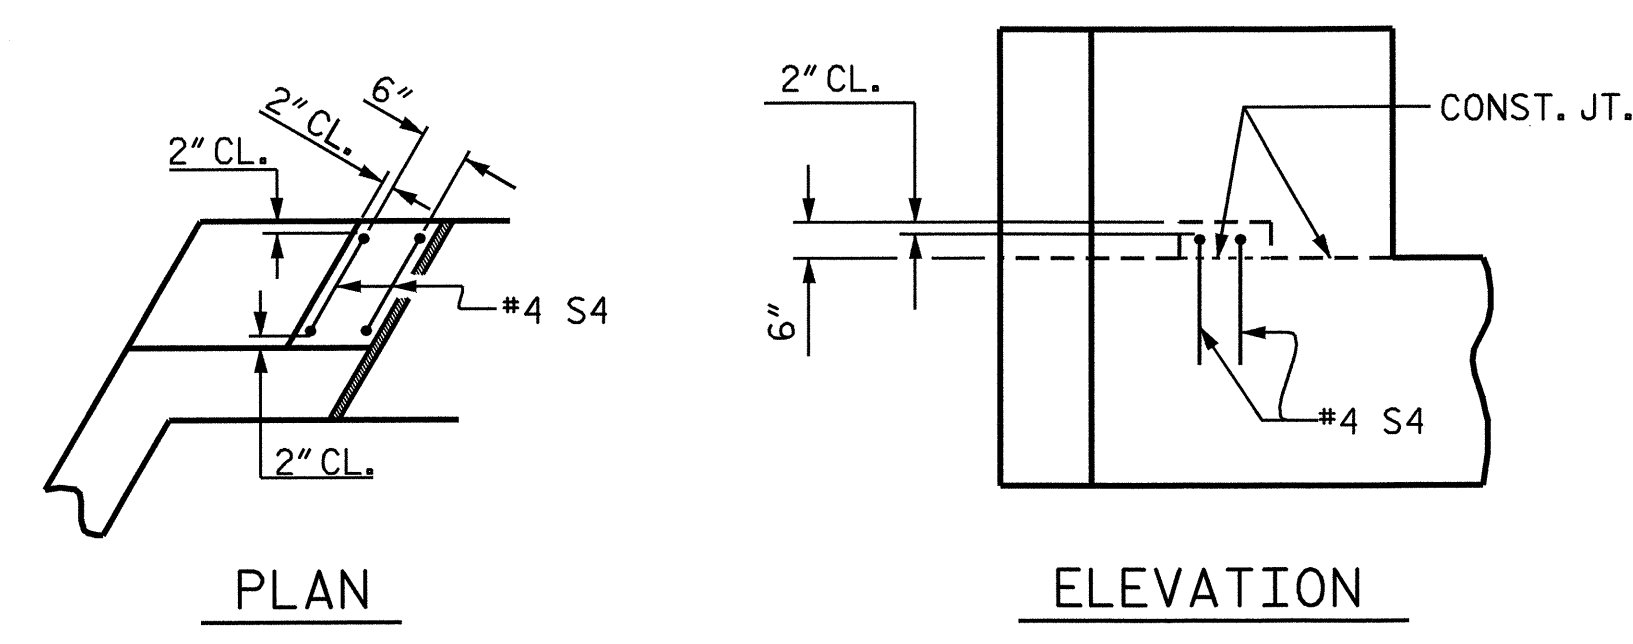 6"
2" CL.
2" CL.
#4 S4
2" CL.
PLAN
2" CL.
CONST. JT.
6"
#4 S4
ELEVATION